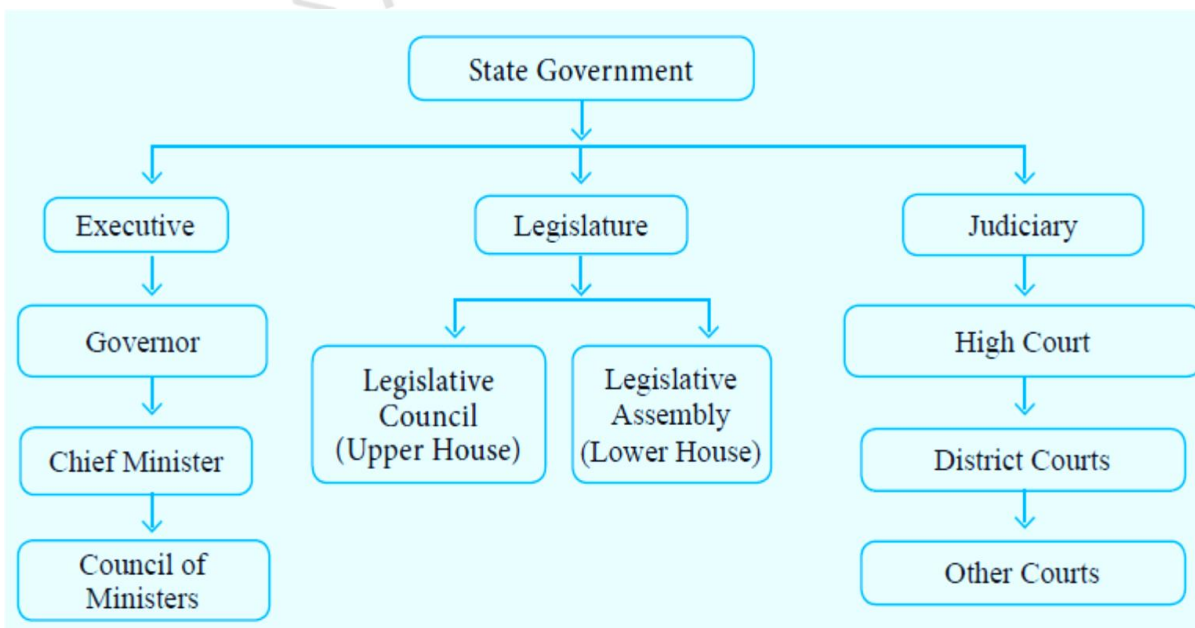 State Government
Executive
Legislature
Judiciary
Governor
Legislative
Council
(Upper House)
Legislative
Assembly
(Lower House)
High Court
Chief Minister
District Courts
Council of
Ministers
Other Courts